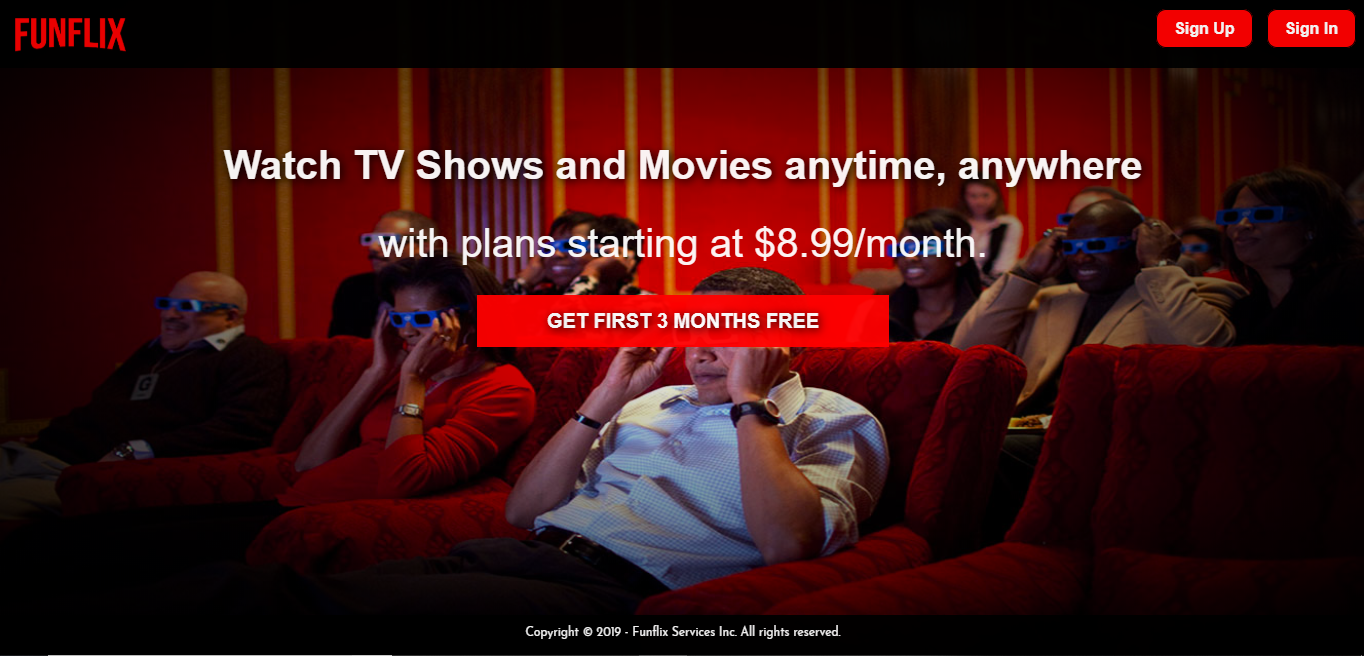 FUNFLIX
Sign Up
Sign In
Watch TV Shows and Movies anytime, anywhere
with plans starting at $8.99/month.
GET FIRST 3 MONTHS FREE
G
Copyright © 2019 - Funflix Services Inc. All rights reserved.